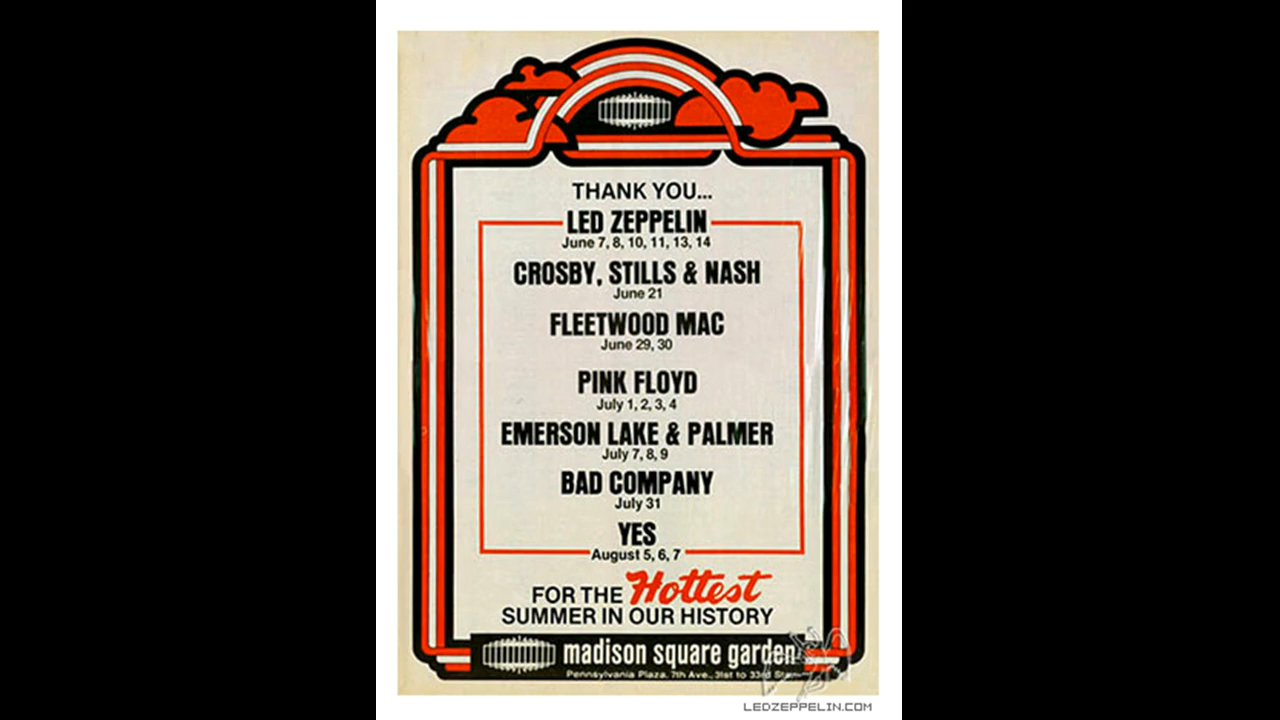 THANK YOU...
LED ZEPPELIN
June 7, 8, 10, 11, 13, 14
CROSBY, STILLS & NASH
June 21
FLEETWOOD MAC
June 29, 30
PINK FLOYD
July 1, 2, 3, 4
EMERSON LAKE & PALMER
July 7, 8, 9
BAD COMPANY
July 31
YES
August 5, 6, 7
FOR THE Hottest
SUMMER IN OUR HISTORY
madison square garden
Pennsylvania Plaza, 7th Ave., 31st to 33rd Sts.
LEDZEPPELIN.COM